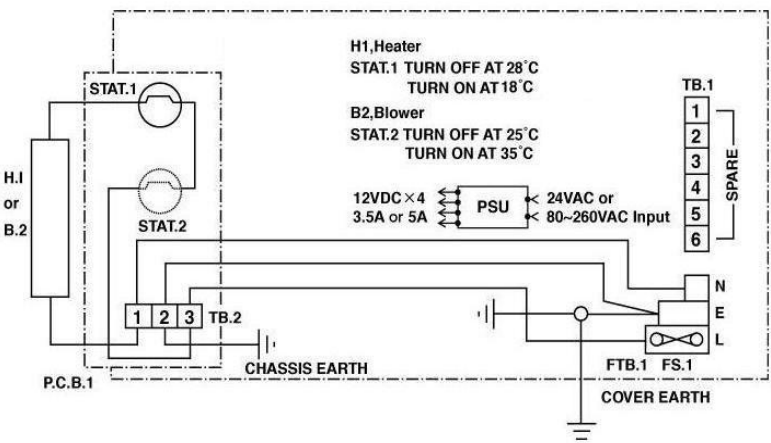 H1,Heater
STAT.1 TURN OFF AT 28°C
TURN ON AT 18°C
B2,Blower
STAT.2 TURN OFF AT 25°C
TURN ON AT 35°C
STAT.1
STAT.2
H.I
or
B.2
12VDC×4
3.5A or 5A
PSU
24VAC or
80~260VAC Input
TB.1
1
2
3
4
5
6
SPARE
1 2 3 TB.2
N
E
L
FTB.1 FS.1
CHASSIS EARTH
P.C.B.1
COVER EARTH